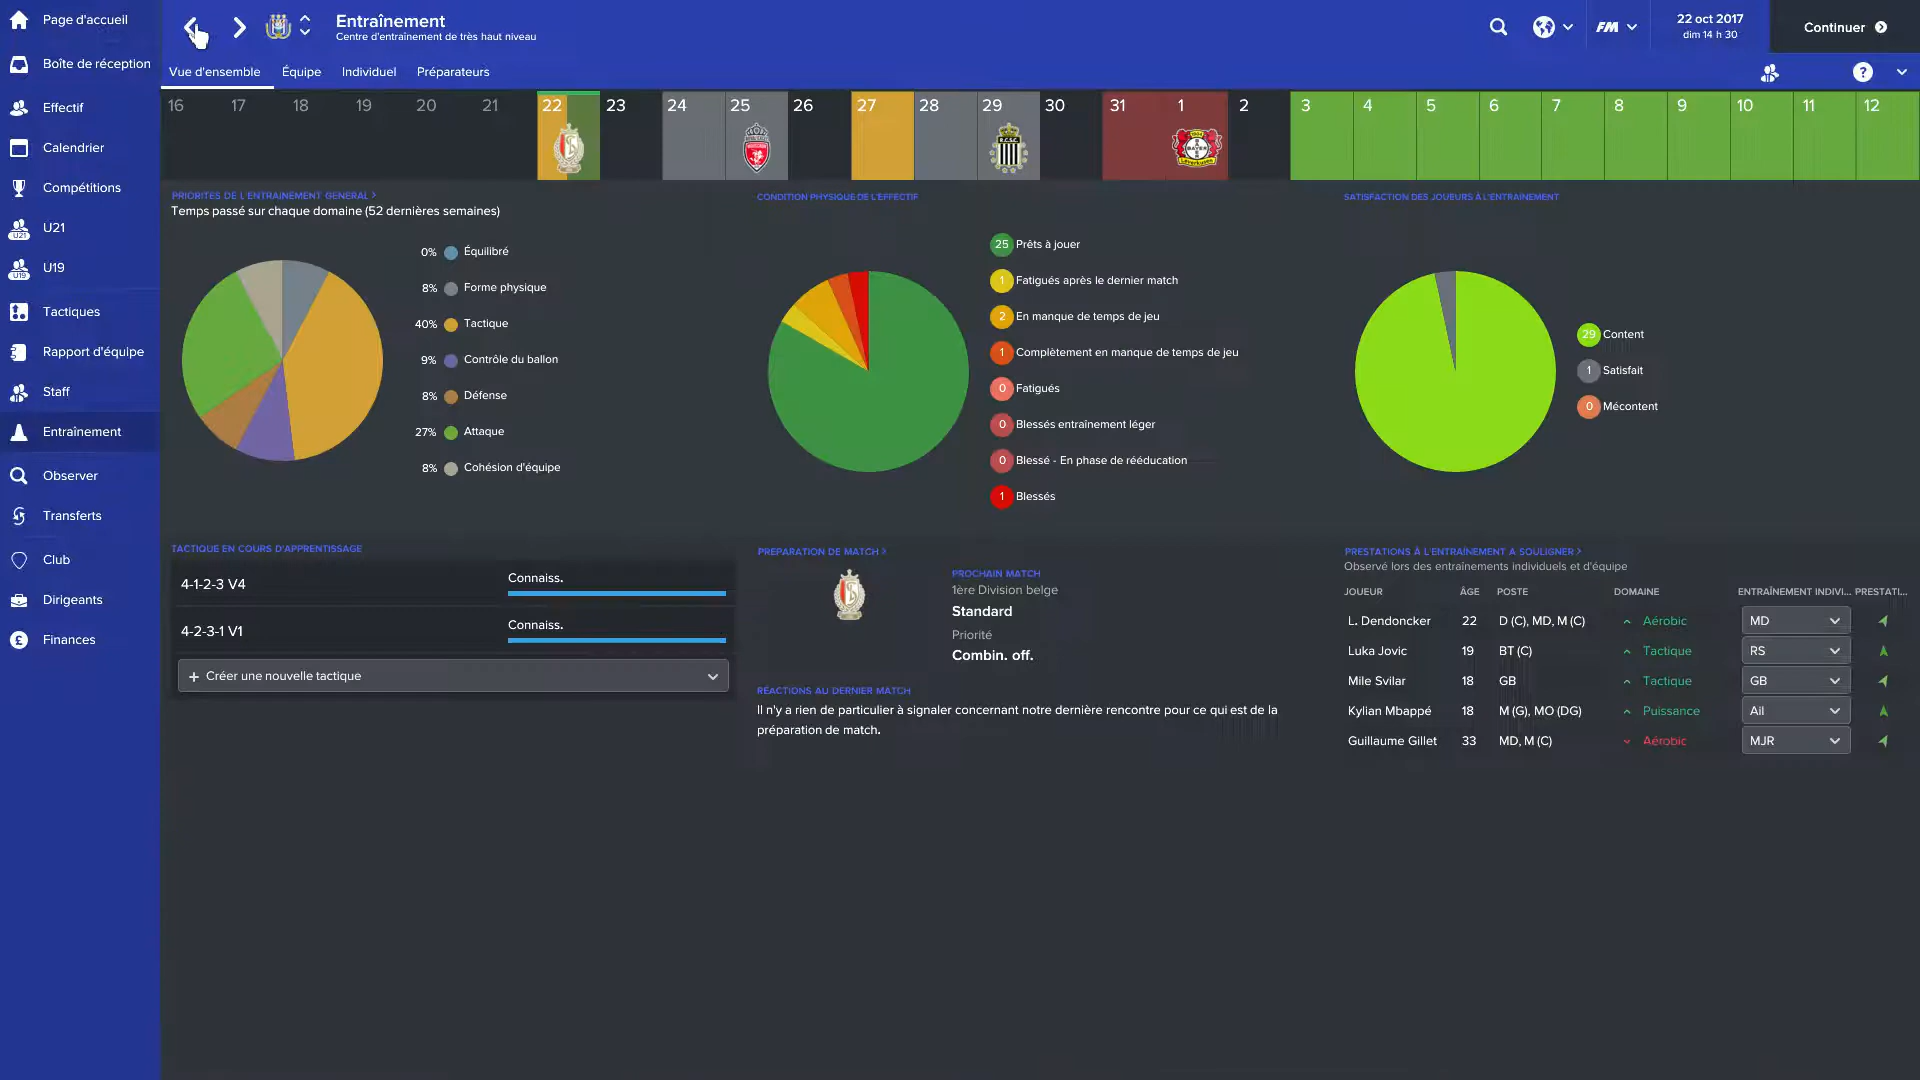 Page d'accueil
Boîte de réception
Effectif
Calendrier
Compétitions
U21
U19
Tactiques
Rapport d'équipe
Staff
Entraînement
Observer
Transferts
Club
Dirigeants
Finances
Entraînement
Centre d'entraînement de très haut niveau
FM
22 oct 2017
dim 14 h 30
Continuer
Vue d'ensemble Équipe Individuel Préparateurs
16 17 18 19 20 21 22 23 24 25 26 27 28 29 30 31 1 2 3 4 5 6 7 8 9 10 11 12
PRIORITES DE L'ENTRAINEMENT GENERAL >
Temps passé sur chaque domaine (52 dernières semaines)
0% Équilibré
8% Forme physique
40% Tactique
9% Contrôle du ballon
8% Défense
27% Attaque
8% Cohésion d'équipe
CONDITION PHYSIQUE DE L'EFFECTIF
25 Prêts à jouer
1 Fatigués après le dernier match
2 En manque de temps de jeu
1 Complètement en manque de temps de jeu
0 Fatigués
0 Blessés entraînement léger
0 Blessé - En phase de rééducation
1 Blessés
SATISFACTION DES JOUEURS À L'ENTRAINEMENT
29 Content
1 Satisfait
0 Mécontent
TACTIQUE EN COURS D'APPRENTISSAGE
4-1-2-3 V4 Connaiss.
4-2-3-1 V1 Connaiss.
+ Créer une nouvelle tactique
PREPARATION DE MATCH >
PROCHAIN MATCH
1ère Division belge
Standard
Priorité
Combin. off.
RÉACTIONS AU DERNIER MATCH
Il n'y a rien de particulier à signaler concernant notre dernière rencontre pour ce qui est de la
préparation de match.
PRESTATIONS À L'ENTRAINEMENT A SOULIGNER >
Observé lors des entraînements individuels et d'équipe
JOUEUR ÂGE POSTE DOMAINE ENTRAÎNEMENT INDIVI... PRESTATI...
L. Dendoncker 22 D (C), MD, M (C) Aérobic MD
Luka Jovic 19 BT (C) Tactique RS
Mile Svilar 18 GB Tactique GB
Kylian Mbappé 18 M (G), MO (DG) Puissance Ail
Guillaume Gillet 33 MD, M (C) Aérobic MJR